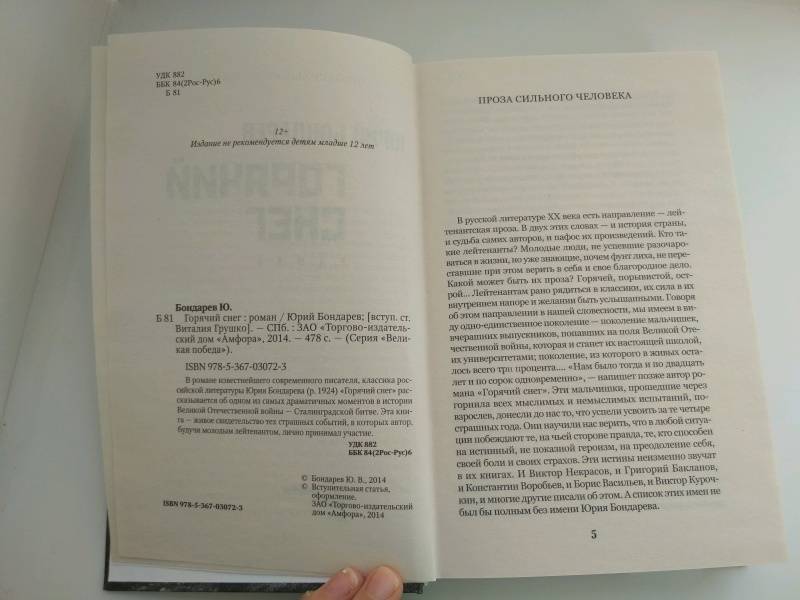 УДК 882
ББК 84(2Рос-Рус)6
Б 81
12+
Издание не рекомендуется детям младше 12 лет
ГОРЯЧИЙ
СНЕГ
Бондарев Ю.
Б 81 Горячий снег : роман / Юрий Бондарев; [вступ. ст.
Виталия Грушко]. — СПб. : ЗАО «Торгово-издатель-
ский дом «Амфора», 2014. — 478 с. — (Серия «Вели-
кая победа»).
ISBN 978-5-367-03072-3
В романе известнейшего современного писателя, классика рос-
сийской литературы Юрия Бондарева (р. 1924) «Горячий снег» рас-
сказывается об одном из самых драматичных моментов в истории
Великой Отечественной войны — Сталинградской битве. Эта кни-
га — живое свидетельство тех страшных событий, в которых автор,
будучи молодым лейтенантом, лично принимал участие.
УДК 882
ББК 84(2Рос-Рус)6
© Бондарев Ю. В., 2014
© Вступительная статья,
оформление.
ЗАО «Торгово-издательский
дом «Амфора», 2014
ISBN 978-5-367-03072-3
ПРОЗА СИЛЬНОГО ЧЕЛОВЕКА
В русской литературе XX века есть направление — лей-
тенантская проза. В двух этих словах — и история страны,
и судьба самих авторов, и пафос их произведений. Кто та-
кие лейтенанты? Молодые люди, не успевшие разочаро-
ваться в жизни, но уже знающие, почем фунт лиха, не пере-
ставшие при этом верить в себя и свое благородное дело.
Какой может быть их проза? Горячей, порывистой, ост-
рой... Лейтенантам рано рядиться в классики, их сила в их
внутреннем напоре и желании быть услышанными. Говоря
об этом направлении в нашей словесности, мы имеем в ви-
ду одно-единственное поколение — поколение мальчишек,
вчерашних выпускников, попавших на поля Великой Оте-
чественной войны, которая и станет их настоящей школой,
их университетами; поколение, из которого в живых оста-
лось всего три процента.... «Нам было тогда и по двадцать
лет и по сорок одновременно», — напишет позже автор ро-
мана «Горячий снег». Эти мальчишки, прошедшие через
горнила всех мыслимых и немыслимых испытаний, по-
взрослев, донесли до нас то, что успели усвоить за те четыре
страшных года. Они научили нас верить, что в любой ситуа-
ции побеждают те, на чьей стороне правда, те, кто способен
на истинный, не показной героизм, на преодоление себя,
своей боли и своих страхов. Эти истины неизменно звучат
в их книгах. И Виктор Некрасов, и Григорий Бакланов,
и Константин Воробьев, и Борис Васильев, и Виктор Куроч-
кин, и многие другие писали об этом. А список этих имен не
был бы полным без имени Юрия Бондарева.
5